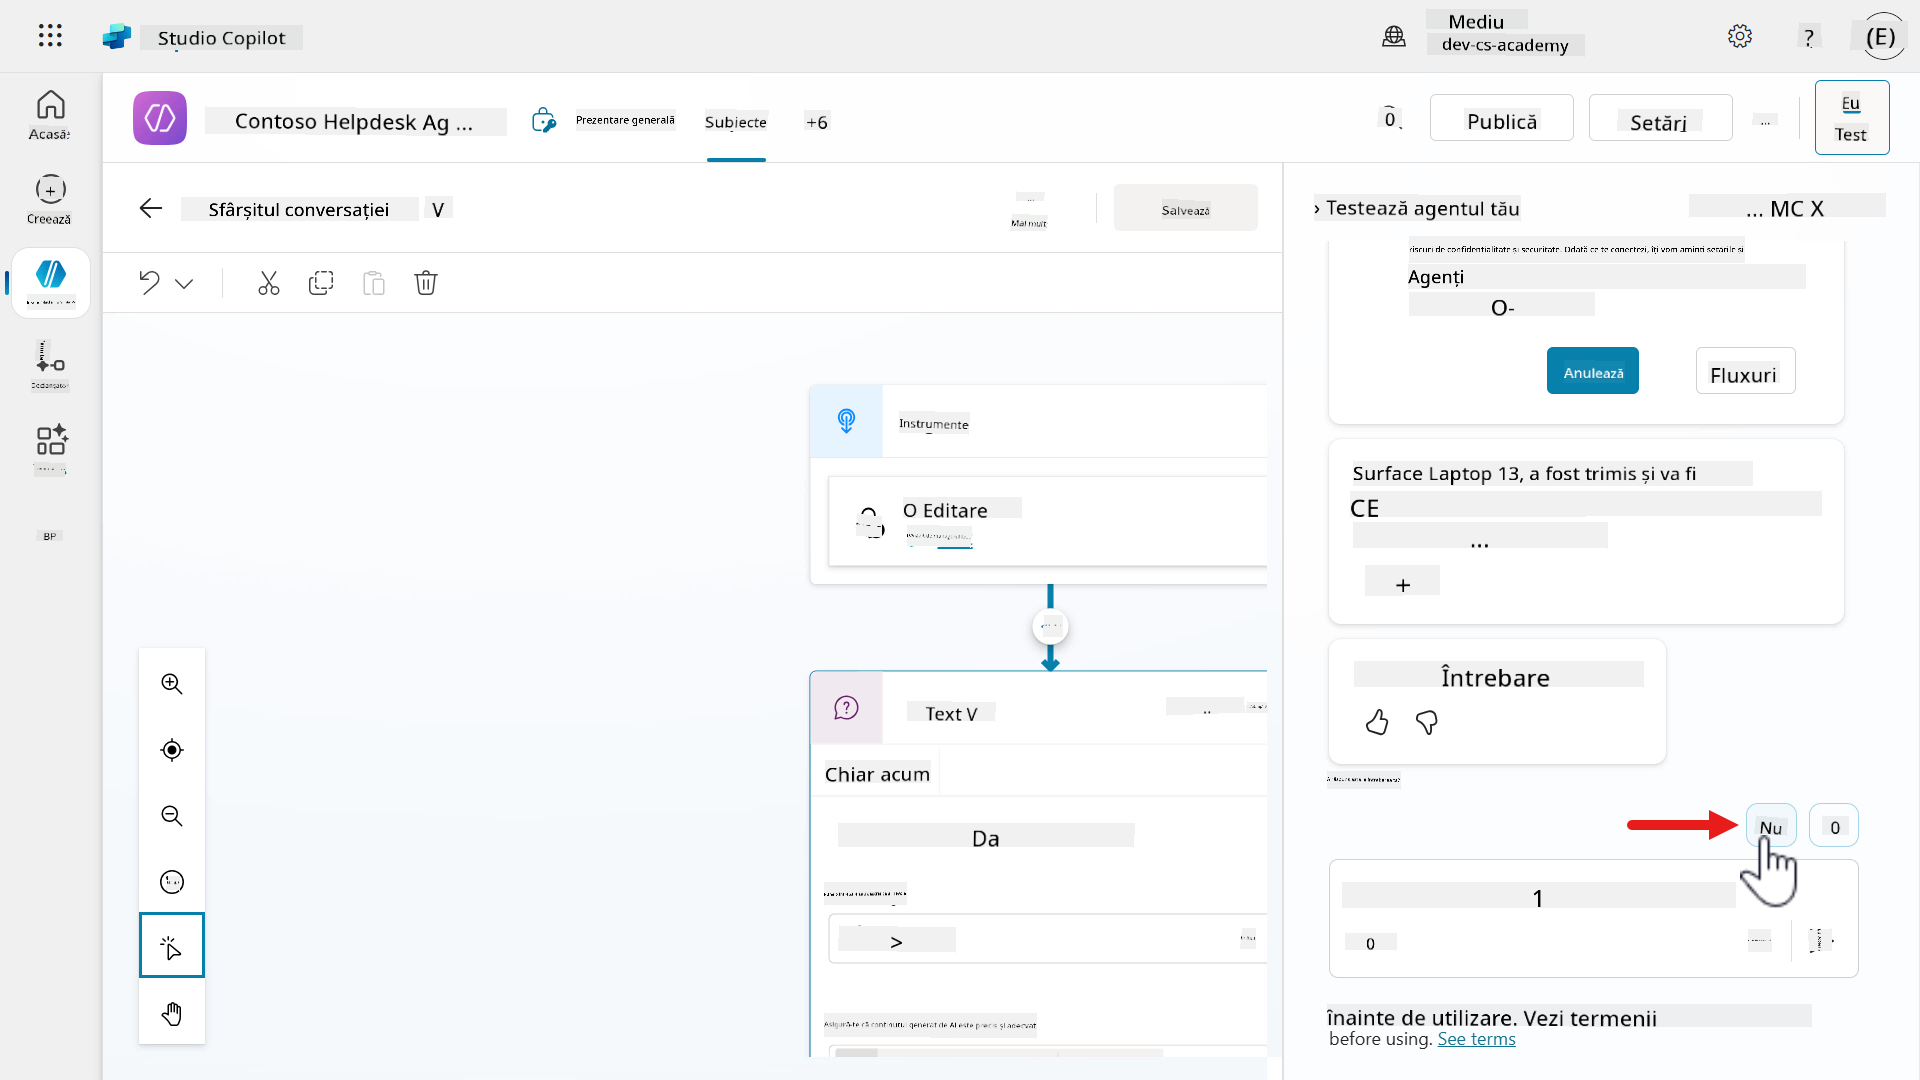 Studio Copilot
Mediu
dev-cs-academy
?
(E)
Acasă:
Creează
BP
Contoso Helpdesk Ag ...
Prezentare generală
Subiecte
+6
0
Publică
Setări
...
Eu
Test
Sfârșitul conversației
V
...
Mai mult
Salvează
Instrumente
O Editare
Text V
..
Chiar acum
Da
>
Asigură-te că conținutul generat de AI este precis și adecvat
› Testează agentul tău
... MC X
riscuri de confidențialitate și securitate. Odată ce te conectezi, îți vom aminti setările și
Agenți
O-
Anulează
Fluxuri
Surface Laptop 13, a fost trimis și va fi
CE
...
+
Întrebare
Nu
0
1
0
înainte de utilizare. Vezi termenii
before using. See terms